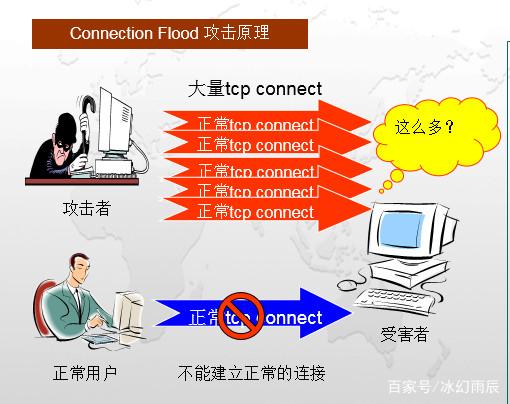 Connection Flood 攻击原理
大量tcp connect
正常tcp connect
正常tcp connect
正常tcp connect
正常tcp connect
正常tcp connect
这么多？
攻击者
正常tcp connect
受害者
正常用户
不能建立正常的连接
百家号/冰幻雨辰